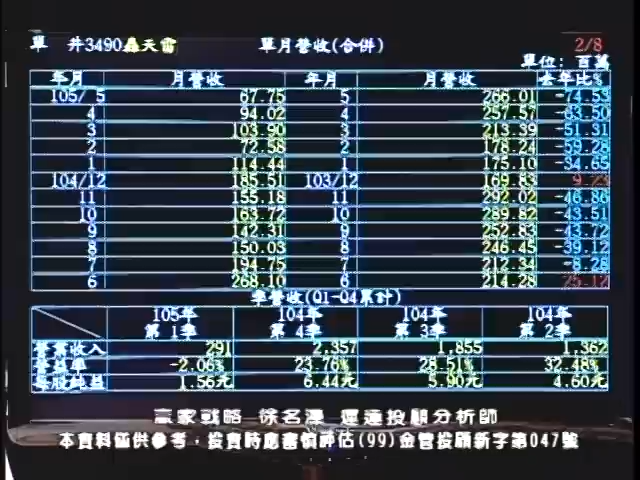 單 井3490轟天雷 單月營收(合併) 2/8
單位: 百萬
年月 月營收 年月 月營收 去年比%
105/ 5 67.75 5 266.01 -74.53
4 94.02 4 257.57 -63.50
3 103.90 3 213.39 -51.31
2 72.58 2 178.24 -59.28
1 114.44 1 175.10 -34.65
104/12 185.51 103/12 169.83 9.23
11 155.18 11 292.02 -46.86
10 163.72 10 289.82 -43.51
9 142.31 9 252.83 -43.72
8 150.03 8 246.45 -39.12
7 194.75 7 212.34 -8.28
6 268.10 6 214.28 25.12
季營收(Q1-Q4累計)
105年 104年 104年 104年
第 1季 第 4季 第 3季 第 2季
營業收入 291 2,357 1,855 1,362
營益率 -2.06% 23.76% 28.51% 32.48%
每股純益 1.56元 6.44元 5.90元 4.60元
贏家戰略 徐名 運通投顧分析師
本資料僅供參考,投資時應審慎評估(99)金管投顧新字第047號